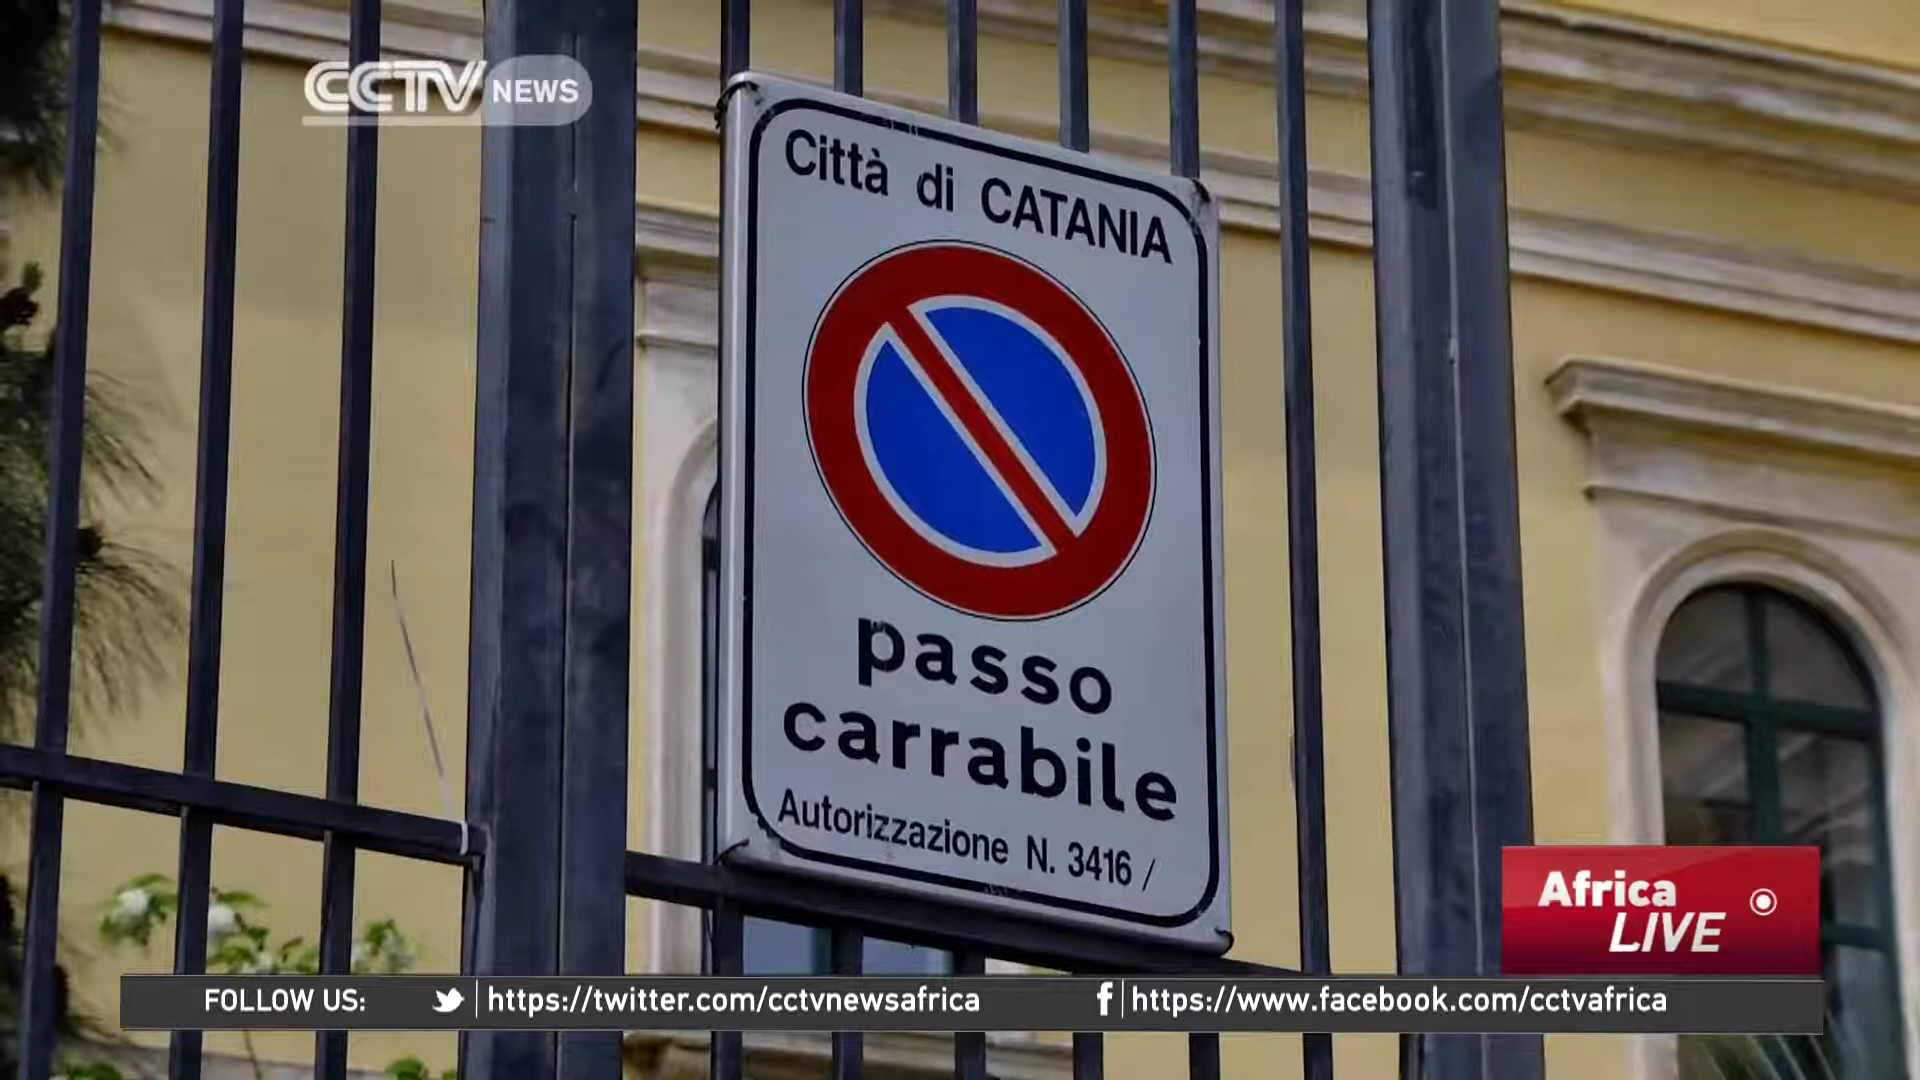 CCTV NEWS
Città di CATANIA
passo
carrabile
Autorizzazione N. 3416 /
Africa
LIVE
FOLLOW US: https://twitter.com/cctvnewsafrica https://www.facebook.com/cctvafrica